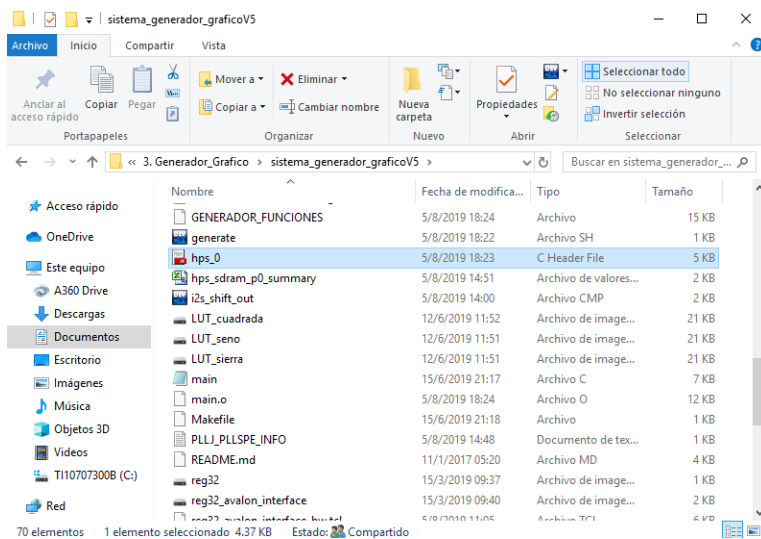 sistema_generador_graficoV5
Archivo Inicio Compartir Vista
Anclar al acceso rápido
Copiar
Pegar
Portapapeles
Mover a
Copiar a
Eliminar
Cambiar nombre
Organizar
Nueva carpeta
Nuevo
Propiedades
Abrir
Seleccionar todo
No seleccionar ninguno
Invertir selección
Seleccionar
« 3. Generador_Grafico > sistema_generador_graficoV5 >
Buscar en sistema_generador_...
Acceso rápido
OneDrive
Este equipo
A360 Drive
Descargas
Documentos
Escritorio
Imágenes
Música
Objetos 3D
Videos
TI10707300B (C:)
Red
Nombre Fecha de modifica... Tipo Tamaño
GENERADOR_FUNCIONES 5/8/2019 18:24 Archivo 15 KB
generate 5/8/2019 18:22 Archivo SH 1 KB
hps_0 5/8/2019 18:23 C Header File 5 KB
hps_sdram_p0_summary 5/8/2019 14:51 Archivo de valores... 2 KB
i2s_shift_out 5/8/2019 14:00 Archivo CMP 2 KB
LUT_cuadrada 12/6/2019 11:52 Archivo de image... 21 KB
LUT_seno 12/6/2019 11:51 Archivo de image... 21 KB
LUT_sierra 12/6/2019 11:51 Archivo de image... 21 KB
main 15/6/2019 21:17 Archivo C 7 KB
main.o 5/8/2019 18:24 Archivo O 12 KB
Makefile 15/6/2019 21:18 Archivo 1 KB
PLLJ_PLLSPE_INFO 5/8/2019 14:48 Documento de tex... 1 KB
README.md 11/1/2017 05:20 Archivo MD 4 KB
reg32 15/3/2019 09:37 Archivo de image... 1 KB
reg32_avalon_interface 15/3/2019 09:40 Archivo de image... 2 KB
reg32_avalon_interface_hw.tcl 5/8/2019 11:05 Archivo TCL 6 KB
70 elementos 1 elemento seleccionado 4.37 KB Estado: Compartido